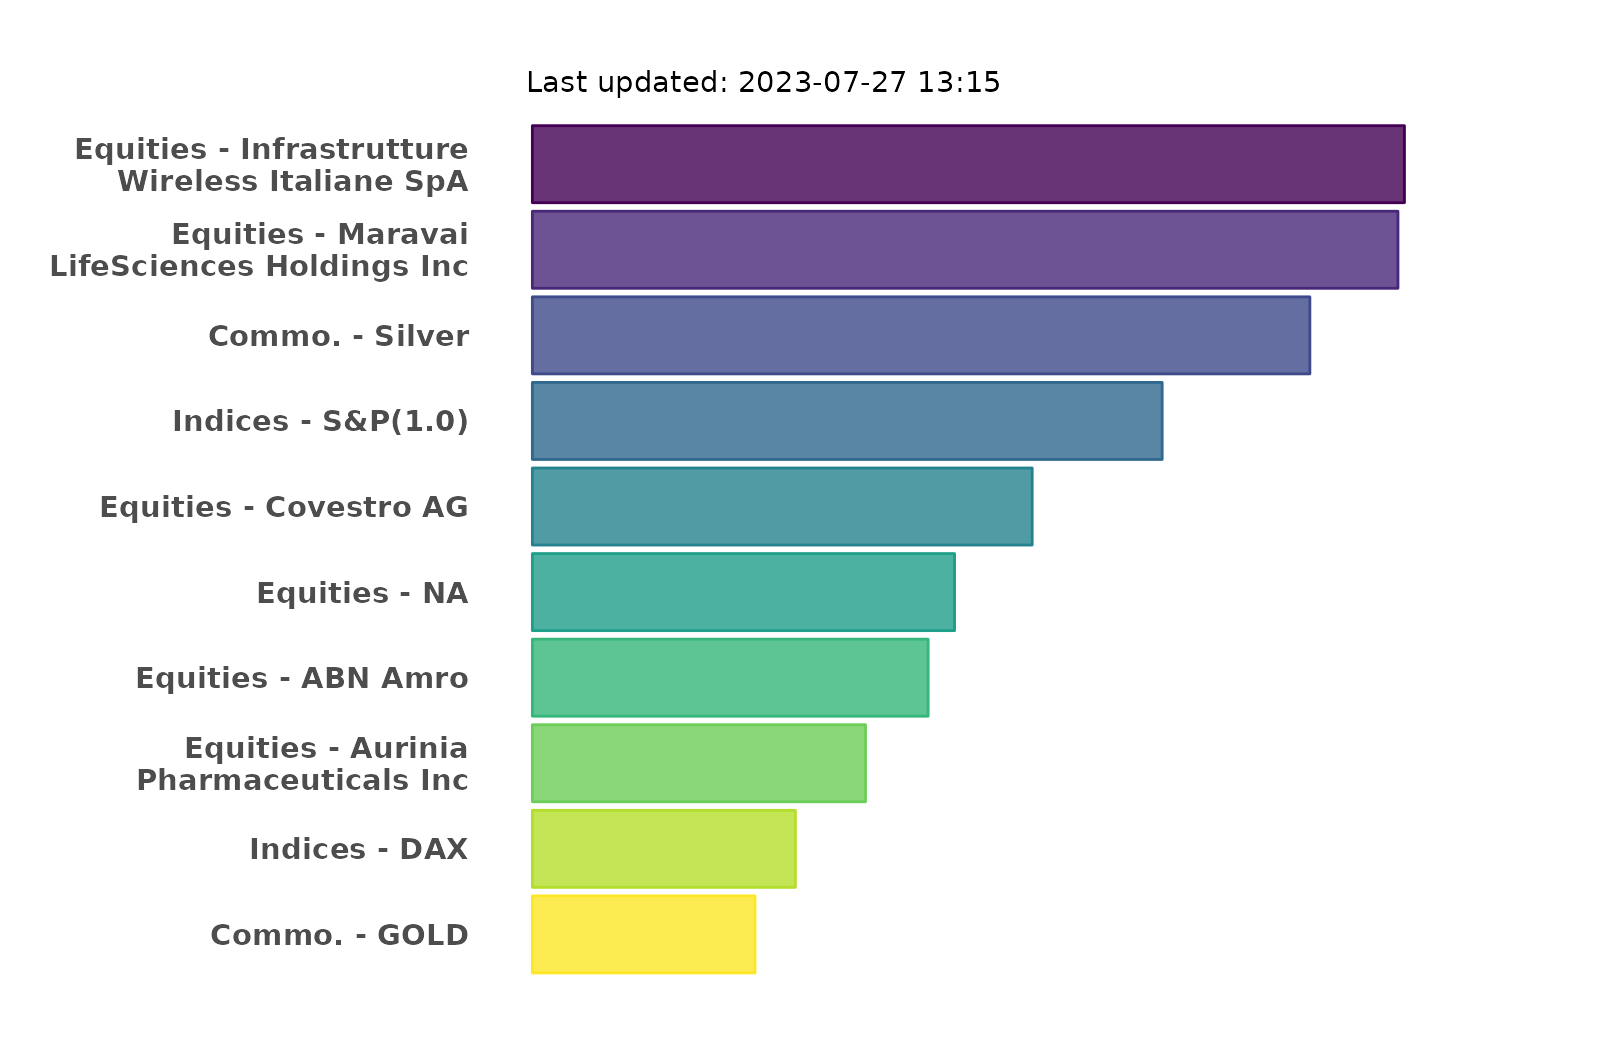 Last updated: 2023-07-27 13:15
Equities - Infrastrutture
Wireless Italiane SpA
Equities - Maravai
LifeSciences Holdings Inc
Commo. - Silver
Indices - S&P(1.0)
Equities - Covestro AG
Equities - NA
Equities - ABN Amro
Equities - Aurinia
Pharmaceuticals Inc
Indices - DAX
Commo. - GOLD